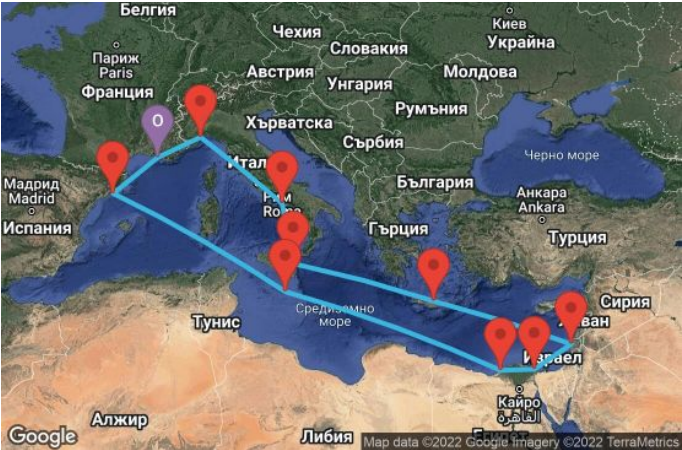 Белгия
Киев
Чехия
Париж
Paris
Словакия
Украйна
Франция
Австрия
Унгария
Молдова
O
Хърватска
Румъния
Сърбия
Черно море
Итал
Мадрид
Madrid
България
Анкара
Ankara
Рим
Roma
Испания
Гърция
Турция
Сирия
Средиземно
море
Тунис
Израел
Кайро
القاهرة
Алжир
Либия
Google
Map data ©2022 Google Imagery ©2022 TerraMetrics